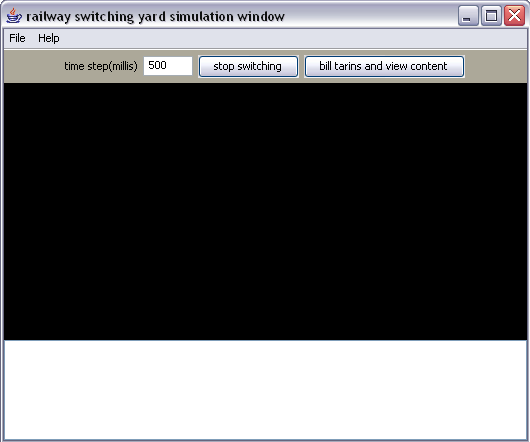 railway switching yard simulation window
File Help
time step(millis) 500 stop switching bill tarins and view content